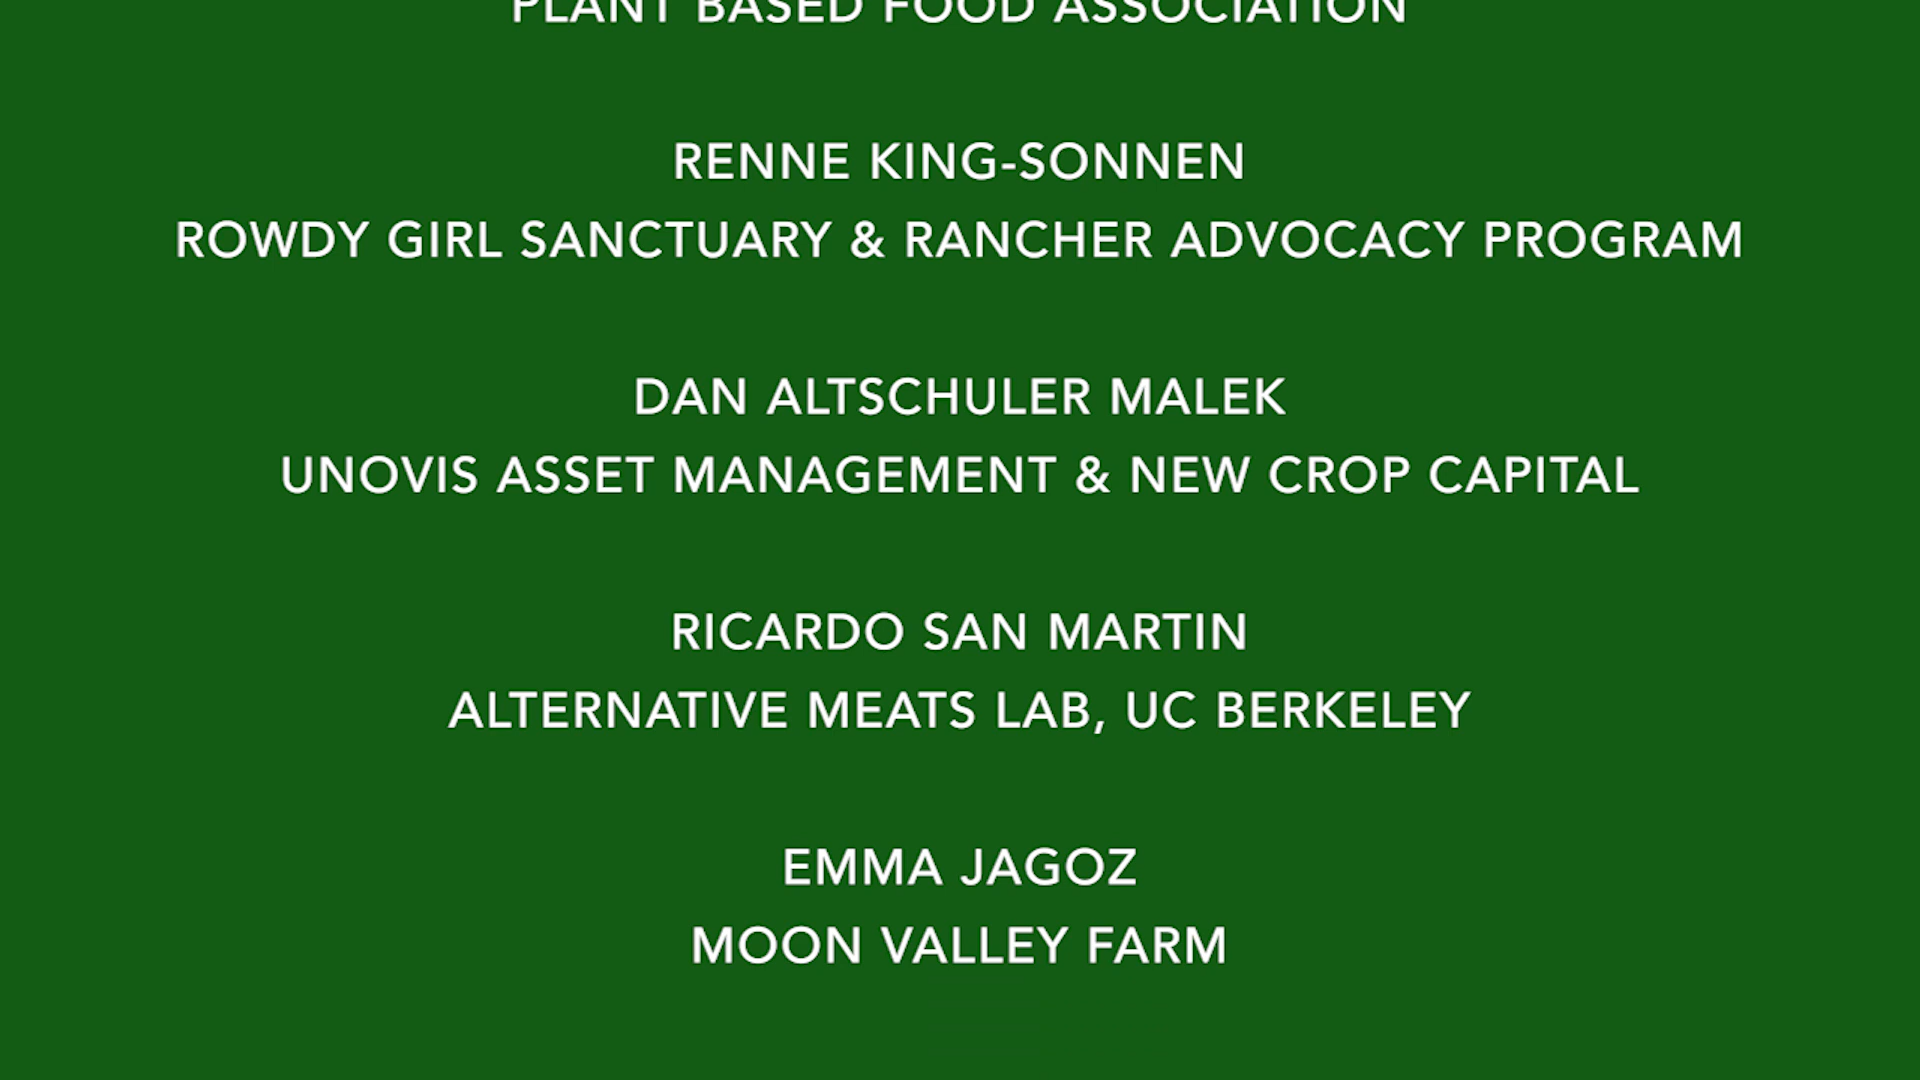 PLANT BASED FOOD ASSOCIATION
RENNE KING-SONNEN
ROWDY GIRL SANCTUARY & RANCHER ADVOCACY PROGRAM
DAN ALTSCHULER MALEK
UNOVIS ASSET MANAGEMENT & NEW CROP CAPITAL
RICARDO SAN MARTIN
ALTERNATIVE MEATS LAB, UC BERKELEY
EMMA JAGOZ
MOON VALLEY FARM